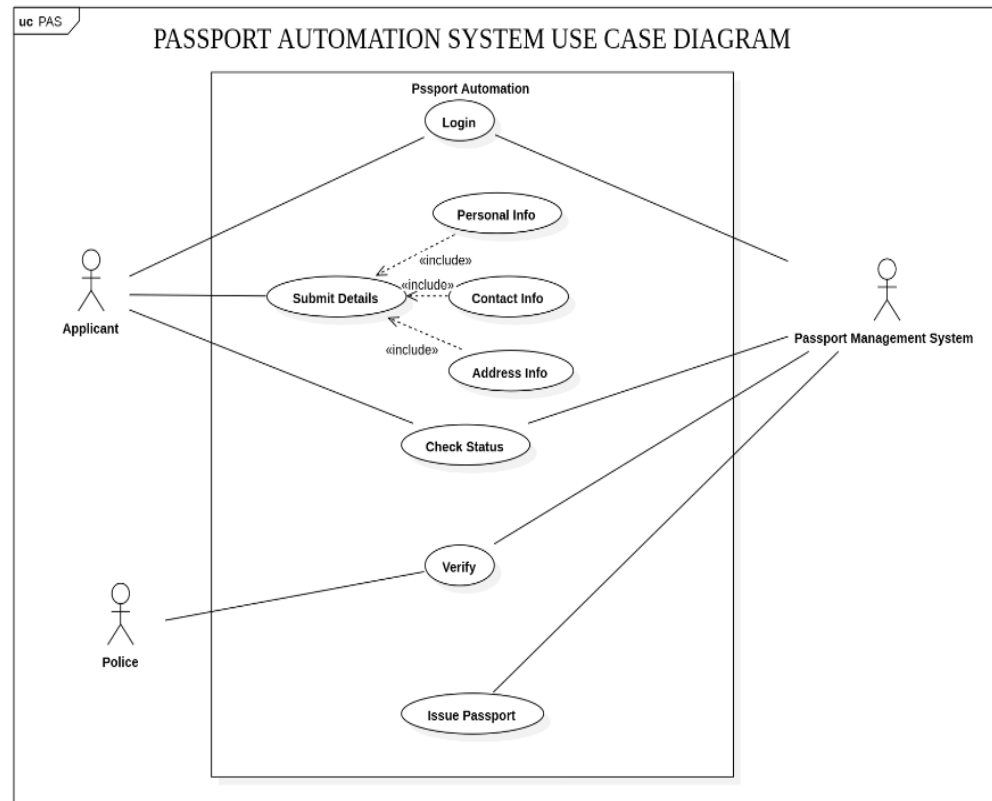 uc PAS
PASSPORT AUTOMATION SYSTEM USE CASE DIAGRAM
Pssport Automation
Login
Personal Info
«include»
«include»
Submit Details
Contact Info
Applicant
Passport Management System
«include»
Address Info
Check Status
Verify
Police
Issue Passport